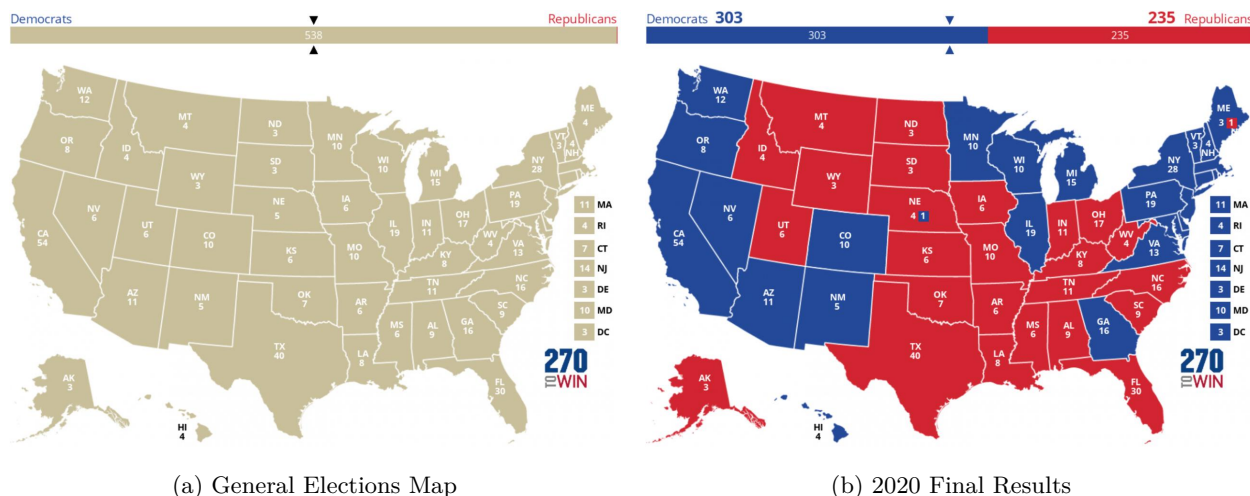 Democrats
Republicans
538
WA
12
MT
4
ND
3
MN
10
ME
4
OR
8
ID
4
SD
3
WI
10
VT
3
4
NH
NY
28
WY
3
MI
15
IA
6
PA
19
NE
5
NV
6
UT
6
CO
10
IL
19
IN
11
OH
17
WV
4
VA
13
CA
54
KS
6
MO
10
KY
8
NC
16
TN
11
AZ
11
NM
5
OK
7
AR
6
SC
9
MS
6
AL
9
GA
16
TX
40
LA
8
AK
3
FL
30
HI
4
11 MA
4 RI
7 CT
14 NJ
3 DE
10 MD
3 DC
270
TO WIN
(a) General Elections Map
Democrats 303
235 Republicans
303
235
WA
12
MT
4
ND
3
MN
10
ME
3 1
OR
8
ID
4
SD
3
WI
10
VT
3
4
NH
NY
28
WY
3
MI
15
IA
6
PA
19
NE
4 1
NV
6
UT
6
CO
10
IL
19
IN
11
OH
17
WV
4
VA
13
CA
54
KS
6
MO
10
KY
8
NC
16
TN
11
AZ
11
NM
5
OK
7
AR
6
SC
9
MS
6
AL
9
GA
16
TX
40
LA
8
AK
3
FL
30
HI
4
11 MA
4 RI
7 CT
14 NJ
3 DE
10 MD
3 DC
270
TO WIN
(b) 2020 Final Results